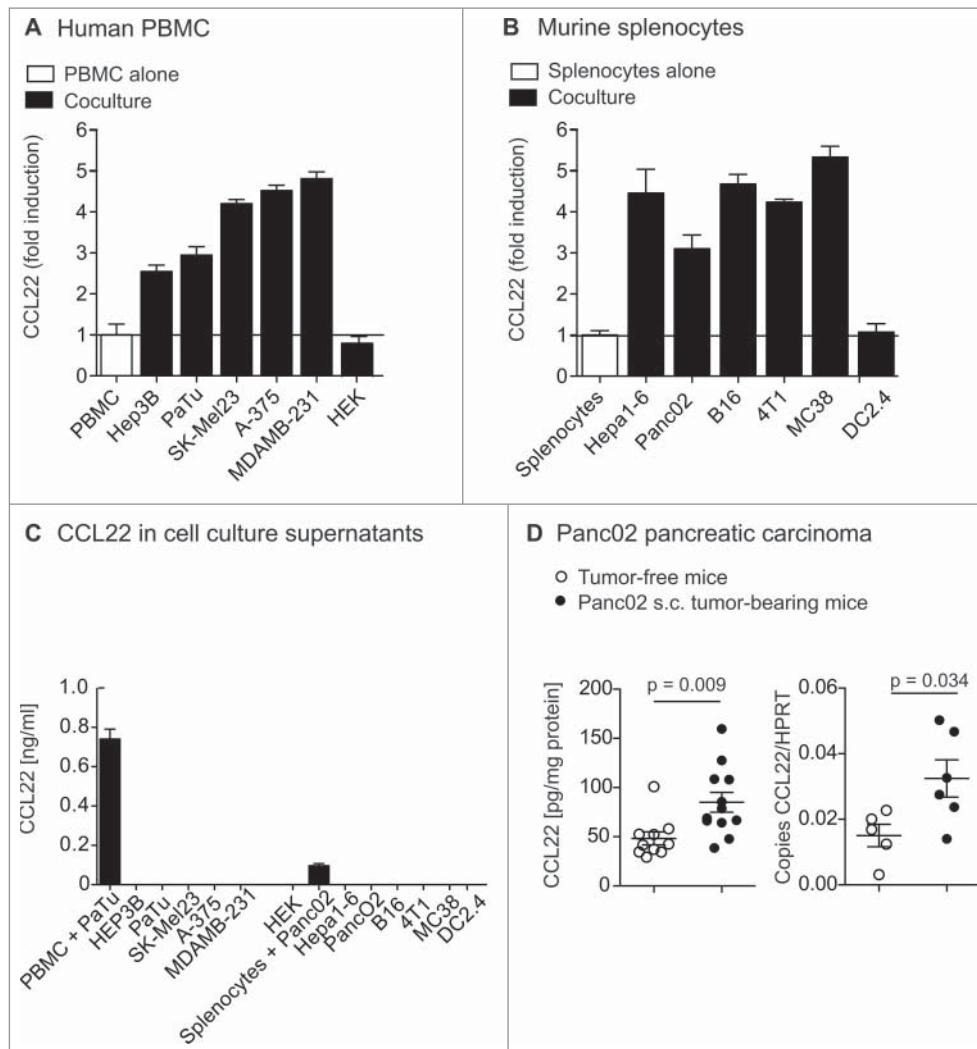 A Human PBMC
PBMC alone
Coculture
CCL22 (fold induction)
6
5
4
3
2
1
0
PBMC
Hep3B
PaTu
SK-Mel23
A-375
MDAMB-231
HEK
B Murine splenocytes
Splenocytes alone
Coculture
CCL22 (fold induction)
6
5
4
3
2
1
0
Splenocytes
Hepa1-6
Panc02
B16
4T1
MC38
DC2.4
C CCL22 in cell culture supernatants
CCL22 [ng/ml]
1.0
0.8
0.6
0.4
0.2
0
PBMC + PaTu
HEP3B
PaTu
SK-Mel23
A-375
MDAMB-231
HEK
Splenocytes + Panc02
Hepa1-6
PancO2
B16
4T1
MC38
DC2.4
D Panc02 pancreatic carcinoma
Tumor-free mice
Panc02 s.c. tumor-bearing mice
CCL22 [pg/mg protein]
200
150
100
50
0
p = 0.009
Copies CCL22/HPRT
0.06
0.04
0.02
0.00
p = 0.034